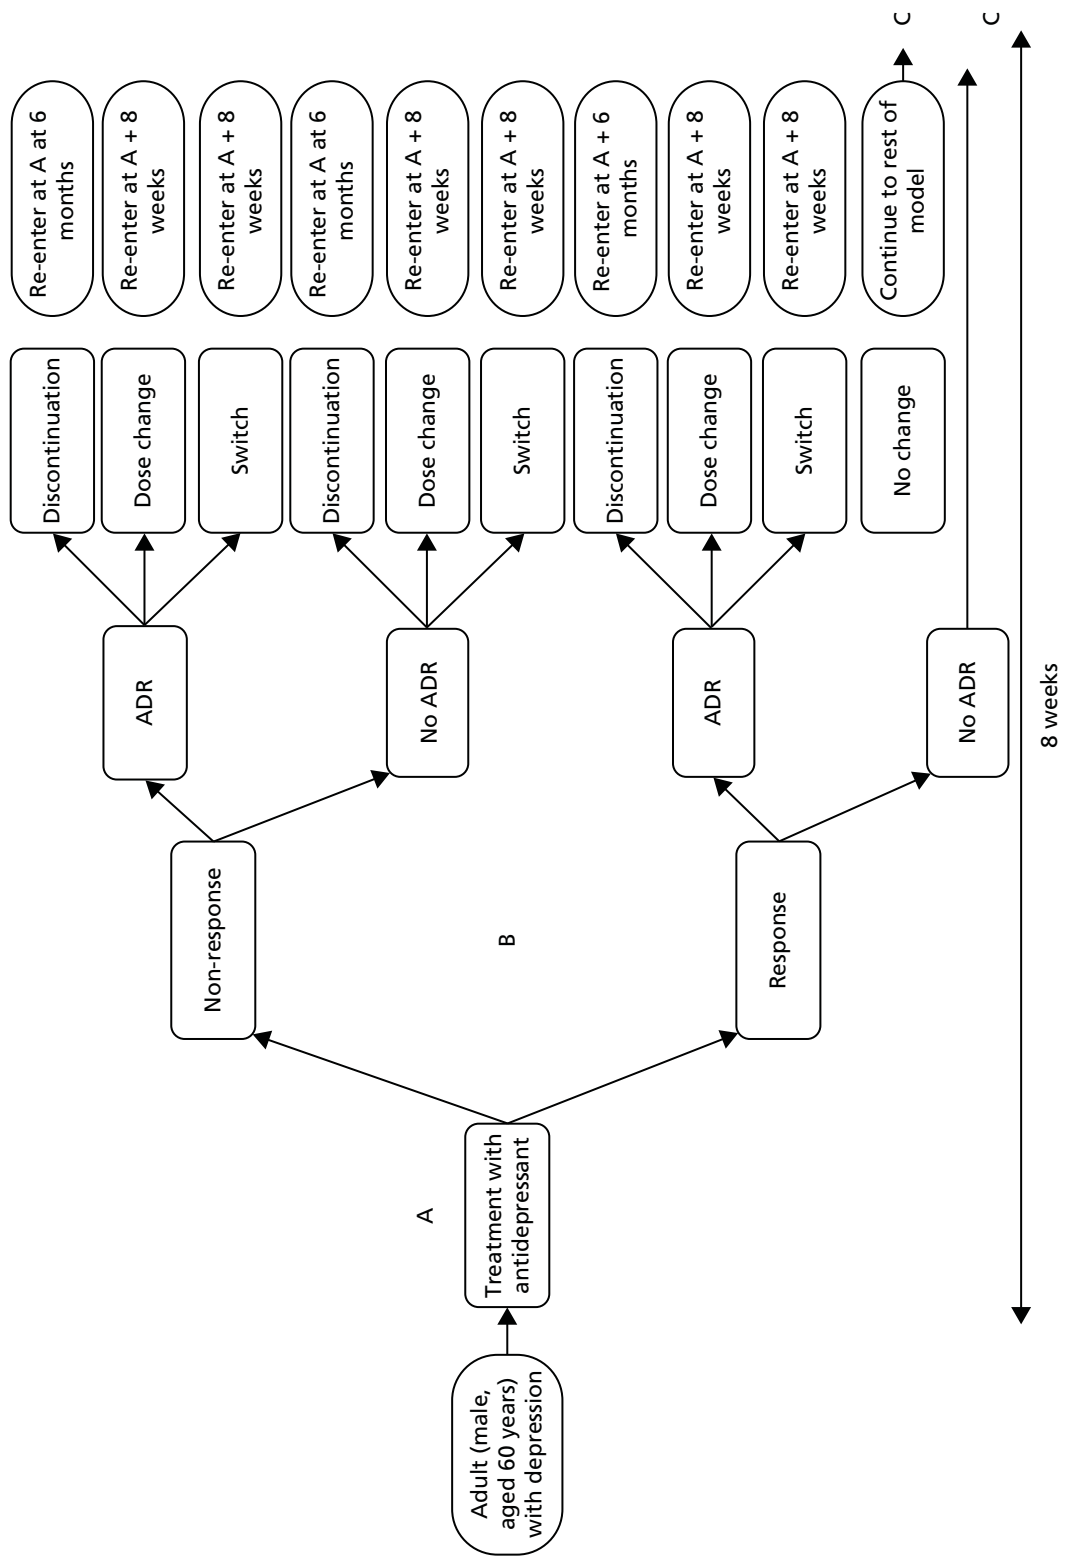 Adult (male,
aged 60 years)
with depression
A
Treatment with
antidepressant
Non-response
B
Response
ADR
No ADR
ADR
No ADR
Discontinuation
Dose change
Switch
Discontinuation
Dose change
Switch
Discontinuation
Dose change
Switch
No change
Re-enter at A at 6
months
Re-enter at A + 8
weeks
Re-enter at A + 8
weeks
Re-enter at A at 6
months
Re-enter at A + 8
weeks
Re-enter at A + 8
weeks
Re-enter at A + 6
months
Re-enter at A + 8
weeks
Re-enter at A + 8
weeks
Continue to rest of
model
C
C
8 weeks